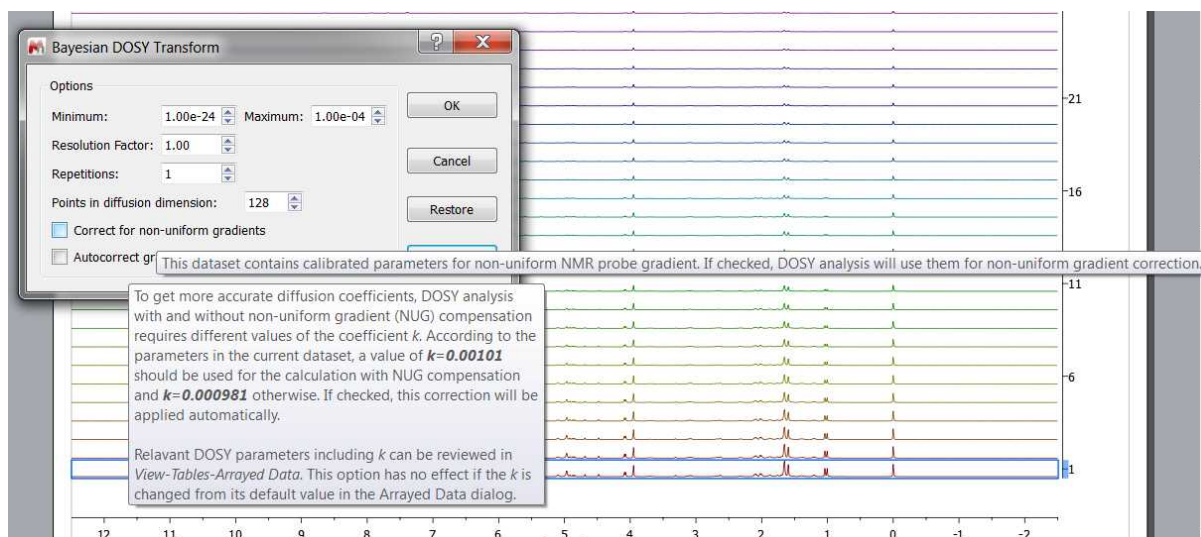 Bayesian DOSY Transform
Options
Minimum: 1.00e-24 Maximum: 1.00e-04
OK
Resolution Factor: 1.00
Cancel
Repetitions: 1
Points in diffusion dimension: 128
Restore
Correct for non-uniform gradients
Autocorrect gr
This dataset contains calibrated parameters for non-uniform NMR probe gradient. If checked, DOSY analysis will use them for non-uniform gradient correction.
To get more accurate diffusion coefficients, DOSY analysis
with and without non-uniform gradient (NUG) compensation
requires different values of the coefficient k. According to the
parameters in the current dataset, a value of k=0.00101
should be used for the calculation with NUG compensation
and k=0.000981 otherwise. If checked, this correction will be
applied automatically.
Relavant DOSY parameters including k can be reviewed in
View-Tables-Arrayed Data. This option has no effect if the k is
changed from its default value in the Arrayed Data dialog.
21
16
11
6
1
12 11 10 9 8 7 6 5 4 3 2 1 0 -1 -2